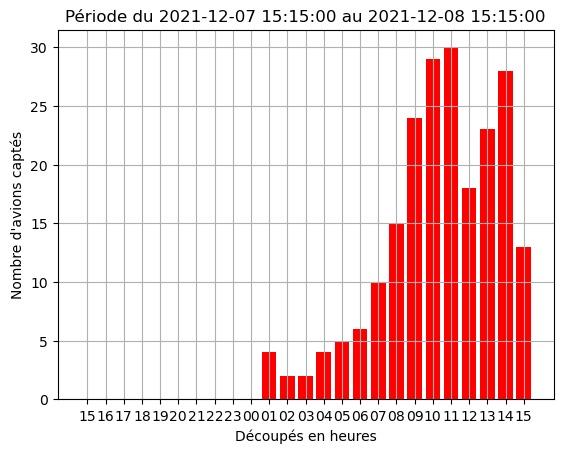 Période du 2021-12-07 15:15:00 au 2021-12-08 15:15:00
30
25
20
15
10
5
0
Nombre d'avions captés
15 16 17 18 19 20 21 22 23 00 01 02 03 04 05 06 07 08 09 10 11 12 13 14 15
Découpés en heures